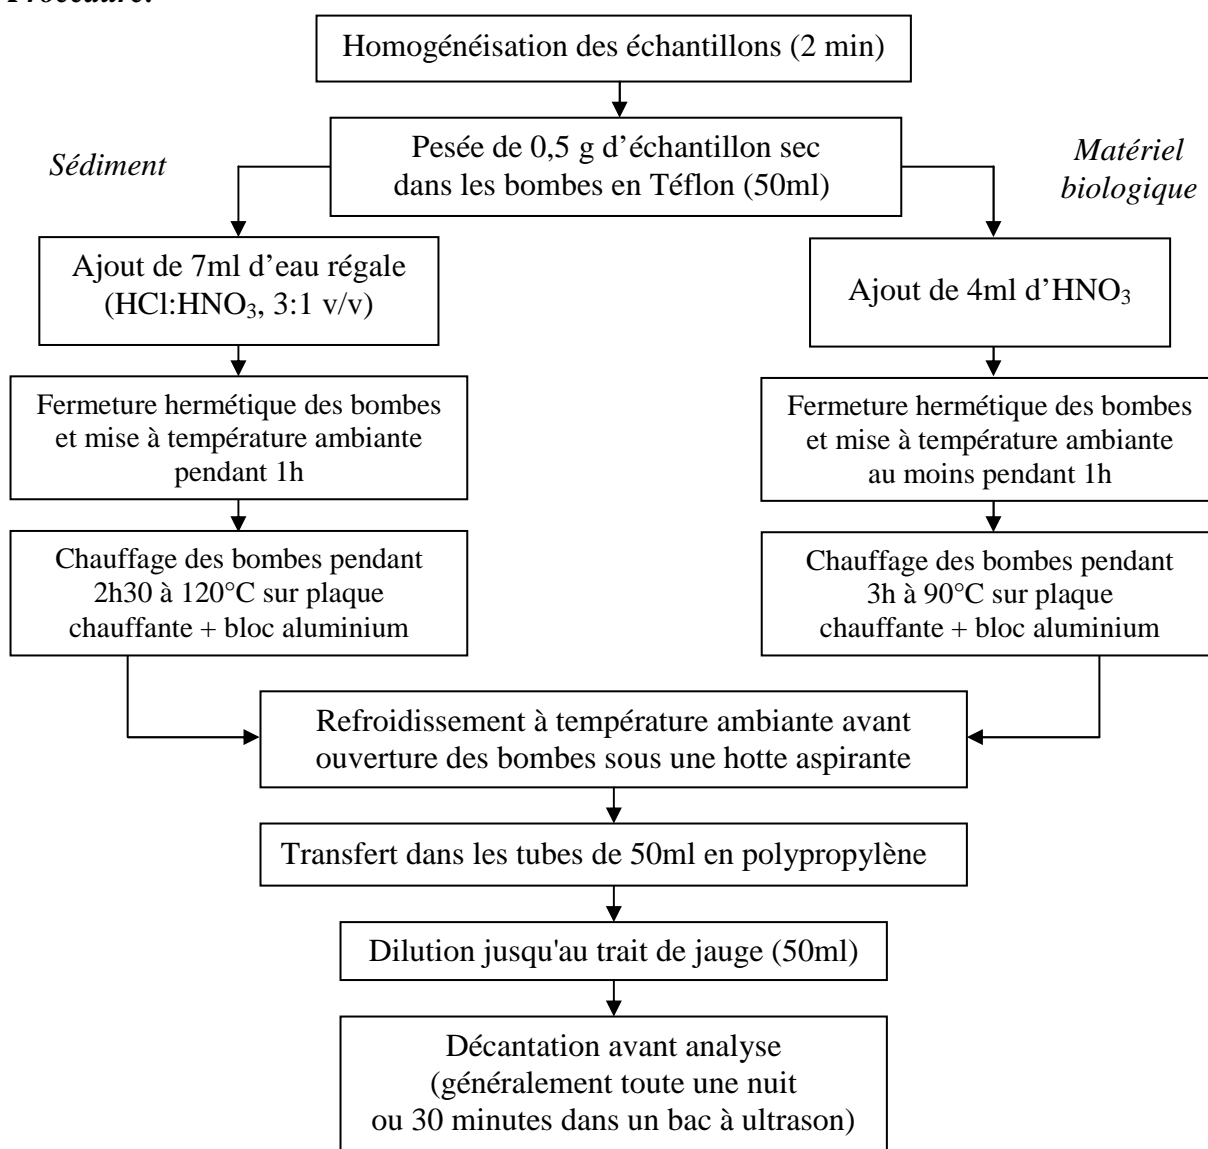 Procédure:
Homogénéisation des échantillons (2 min)
Pesée de 0,5 g d’échantillon sec
dans les bombes en Téflon (50ml)
Sédiment
Matériel
biologique
Ajout de 7ml d’eau régale
(HCl:HNO₃, 3:1 v/v)
Ajout de 4ml d’HNO₃
Fermeture hermétique des bombes
et mise à température ambiante
pendant 1h
Fermeture hermétique des bombes
et mise à température ambiante
au moins pendant 1h
Chauffage des bombes pendant
2h30 à 120°C sur plaque
chauffante + bloc aluminium
Chauffage des bombes pendant
3h à 90°C sur plaque
chauffante + bloc aluminium
Refroidissement à température ambiante avant
ouverture des bombes sous une hotte aspirante
Transfert dans les tubes de 50ml en polypropylène
Dilution jusqu'au trait de jauge (50ml)
Décantation avant analyse
(généralement toute une nuit
ou 30 minutes dans un bac à ultrason)